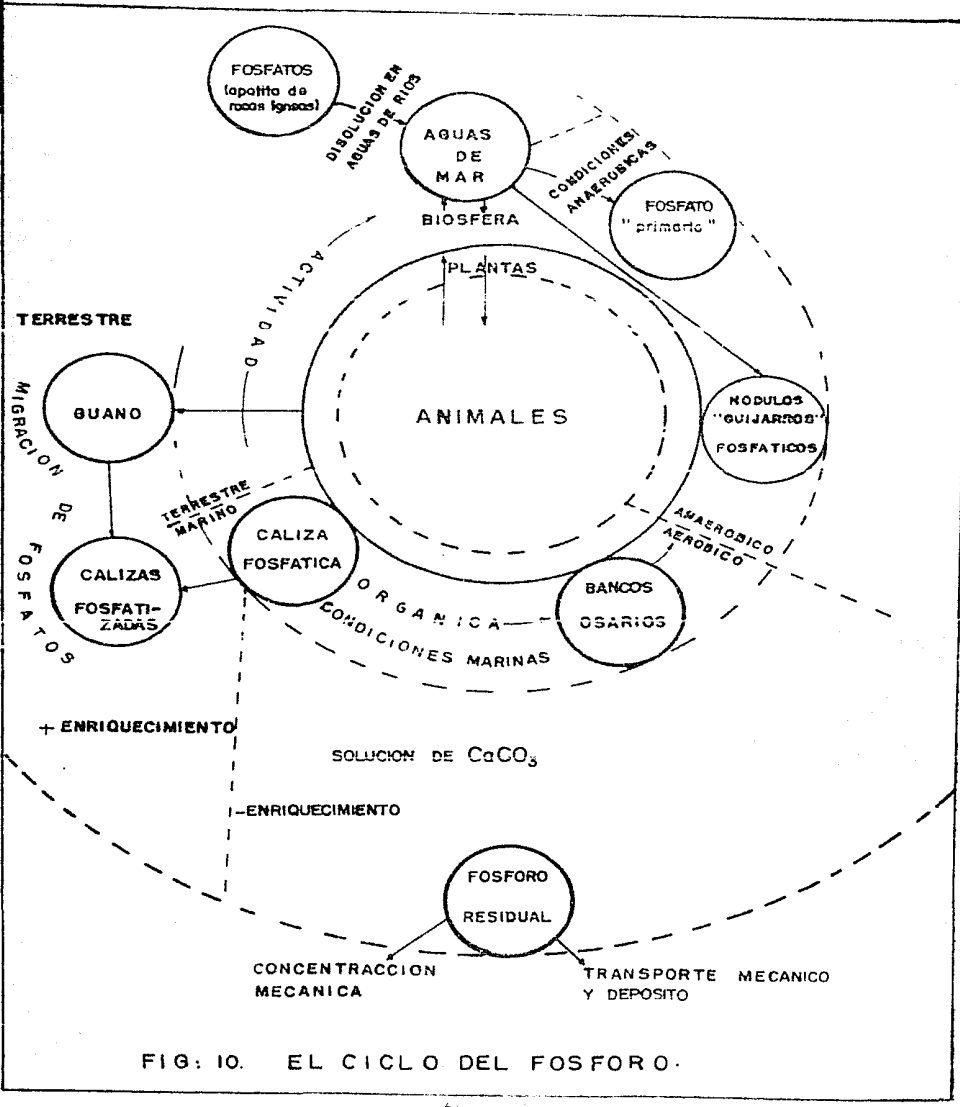 FOSFATOS
(apatita de
rocas igneas)
DISOLUCION EN
AGUAS DE RIOS
AGUAS
DE
MAR
CONDICIONES
ANAEROBICAS
FOSFATO
"primario"
BIOSFERA
PLANTAS
ACTIVIDAD
TERRESTRE
GUANO
ANIMALES
NODULOS
"GUIJARROS"
FOSFATICOS
MIGRACION DE FOSFATOS
TERRESTRE
MARINO
CALIZA
FOSFATICA
ANAEROBICO
AEROBICO
CALIZAS
FOSFATI-
ZADAS
ORGANICA
BANCOS
OSARIOS
CONDICIONES MARINAS
+ ENRIQUECIMIENTO
SOLUCION DE CaCO₃
-ENRIQUECIMIENTO
FOSFORO
RESIDUAL
CONCENTRACCION
MECANICA
TRANSPORTE MECANICO
Y DEPOSITO
FIG: 10. EL CICLO DEL FOSFORO.